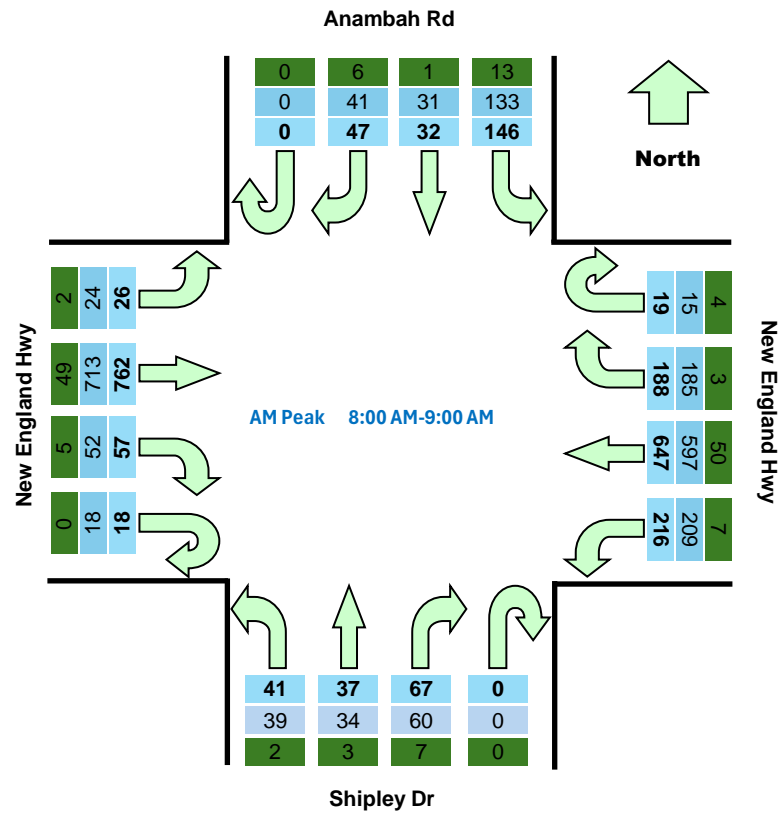 Anambah Rd
0 6 1 13
0 41 31 133
0 47 32 146
North
New England Hwy
2 24 26
49 713 762
5 52 57
0 18 18
AM Peak 8:00 AM-9:00 AM
19 15 4
188 185 3
647 597 50
216 209 7
New England Hwy
41 37 67 0
39 34 60 0
2 3 7 0
Shipley Dr